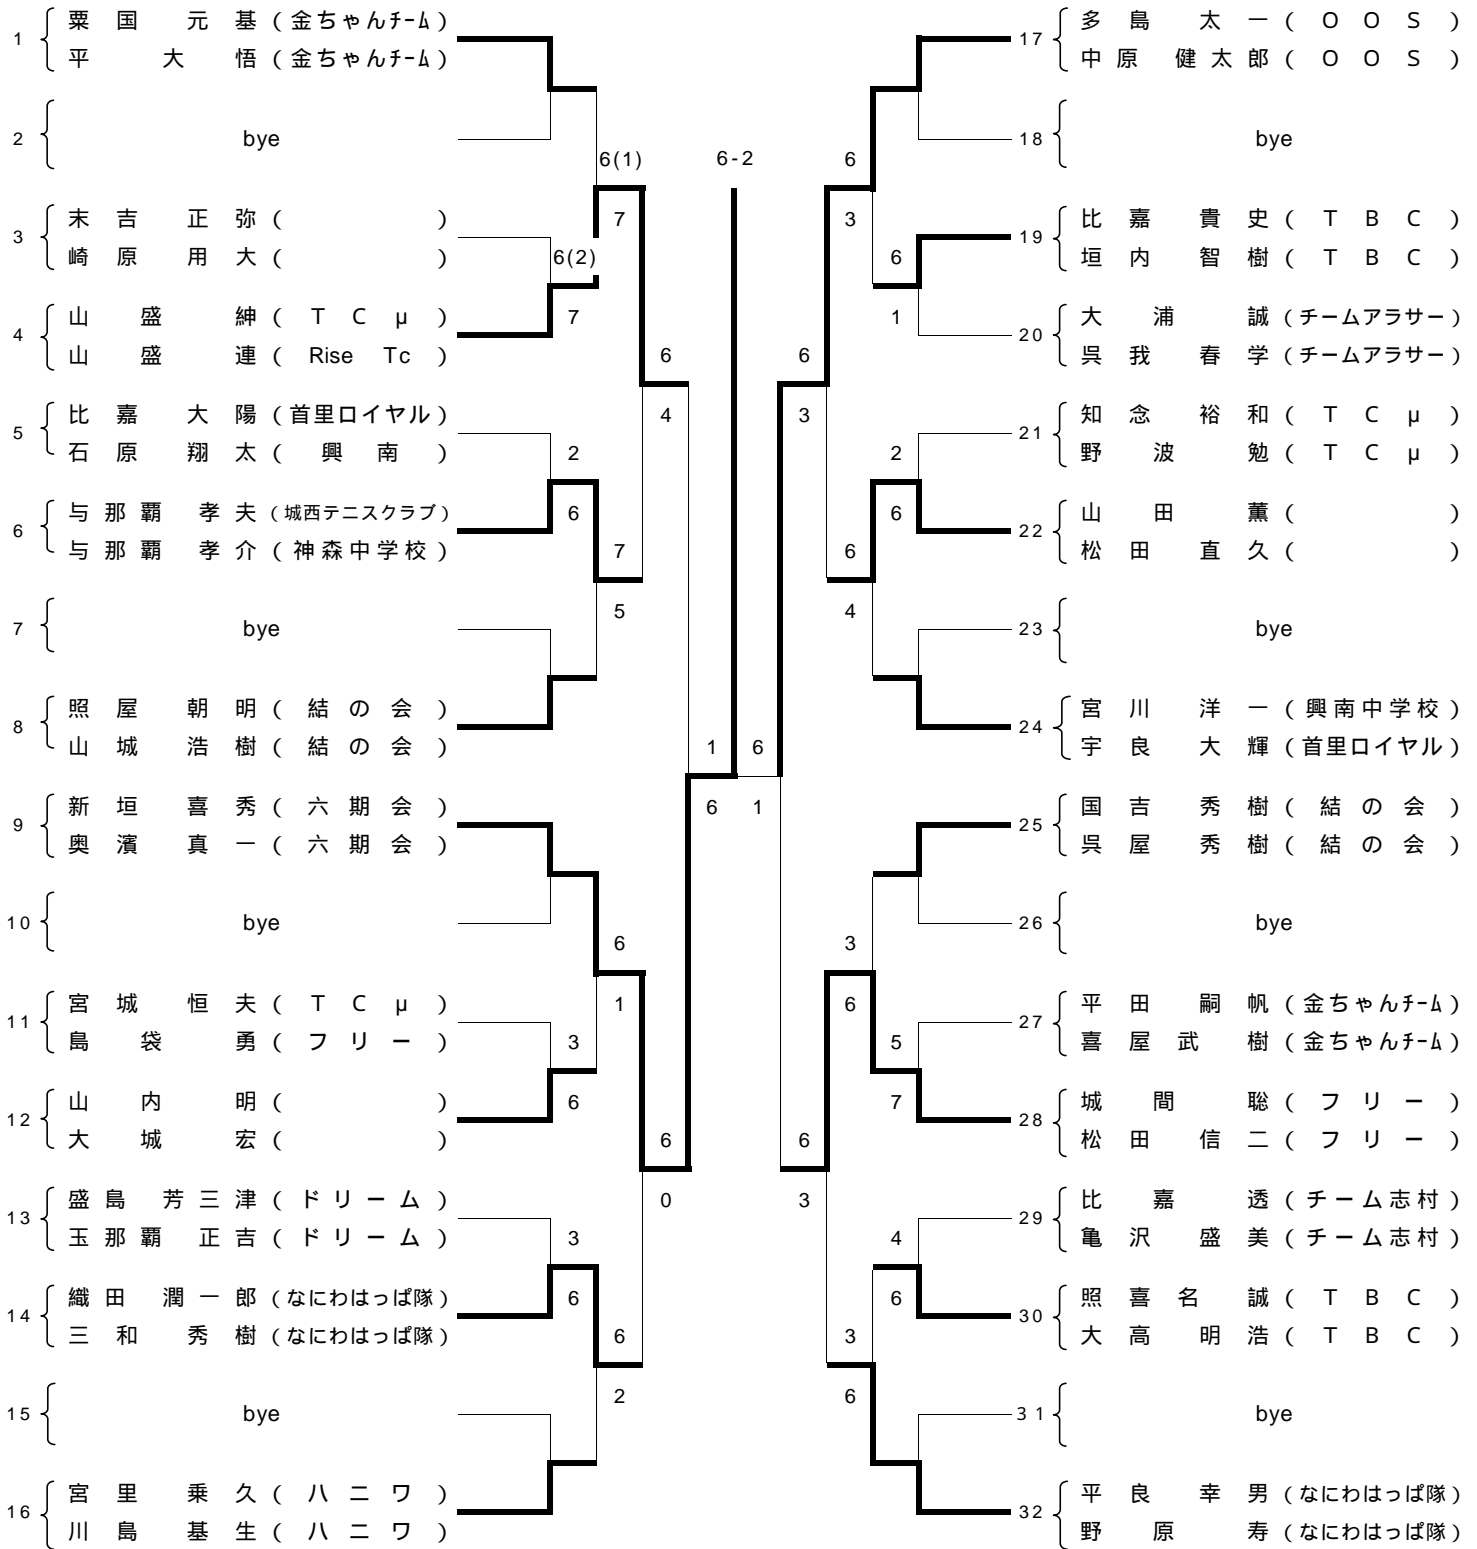 1 粟国 元基 (金ちゃんチーム)
平 大悟 (金ちゃんチーム)
2 bye
3 末吉 正弥 ( )
崎原 用大 ( )
4 山盛 紳 (TCμ)
山盛 連 (Rise Tc)
5 比嘉 大陽 (首里ロイヤル)
石原 翔太 (興南)
6 与那覇 孝夫 (城西テニスクラブ)
与那覇 孝介 (神森中学校)
7 bye
8 照屋 朝明 (結の会)
山城 浩樹 (結の会)
9 新垣 喜秀 (六期会)
奥濱 真一 (六期会)
10 bye
11 宮城 恒夫 (TCμ)
島袋 勇 (フリー)
12 山内 明 ( )
大城 宏 ( )
13 盛島 芳三津 (ドリーム)
玉那覇 正吉 (ドリーム)
14 織田 潤一郎 (なにわはっぱ隊)
三和 秀樹 (なにわはっぱ隊)
15 bye
16 宮里 乗久 (ハニワ)
川島 基生 (ハニワ)
6(2)
7
2
6
3
6
3
6
6(1)
7
7
5
6
1
6
2
6
4
6
0
1
6
6-2
6
1
6
3
6
3
6
3
6
4
3
6
3
6
6
1
2
6
5
7
4
6
17 多島 太一 (OOS)
中原 健太郎 (OOS)
18 bye
19 比嘉 貴史 (TBC)
垣内 智樹 (TBC)
20 大浦 誠 (チームアラサー)
呉我 春学 (チームアラサー)
21 知念 裕和 (TCμ)
野波 勉 (TCμ)
22 山田 薫 ( )
松田 直久 ( )
23 bye
24 宮川 洋一 (興南中学校)
宇良 大輝 (首里ロイヤル)
25 国吉 秀樹 (結の会)
呉屋 秀樹 (結の会)
26 bye
27 平田 嗣帆 (金ちゃんチーム)
喜屋武 樹 (金ちゃんチーム)
28 城間 聡 (フリー)
松田 信二 (フリー)
29 比嘉 透 (チーム志村)
亀沢 盛美 (チーム志村)
30 照喜名 誠 (TBC)
大高 明浩 (TBC)
31 bye
32 平良 幸男 (なにわはっぱ隊)
野原 寿 (なにわはっぱ隊)